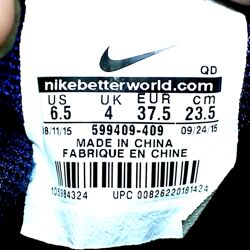 QD
nikebetterworld.com
US UK EUR cm
6.5 4 37.5 23.5
08/11/15 599409-409 09/24/15
MADE IN CHINA
FABRIQUE EN CHINE
105984324 UPC 00826220181424